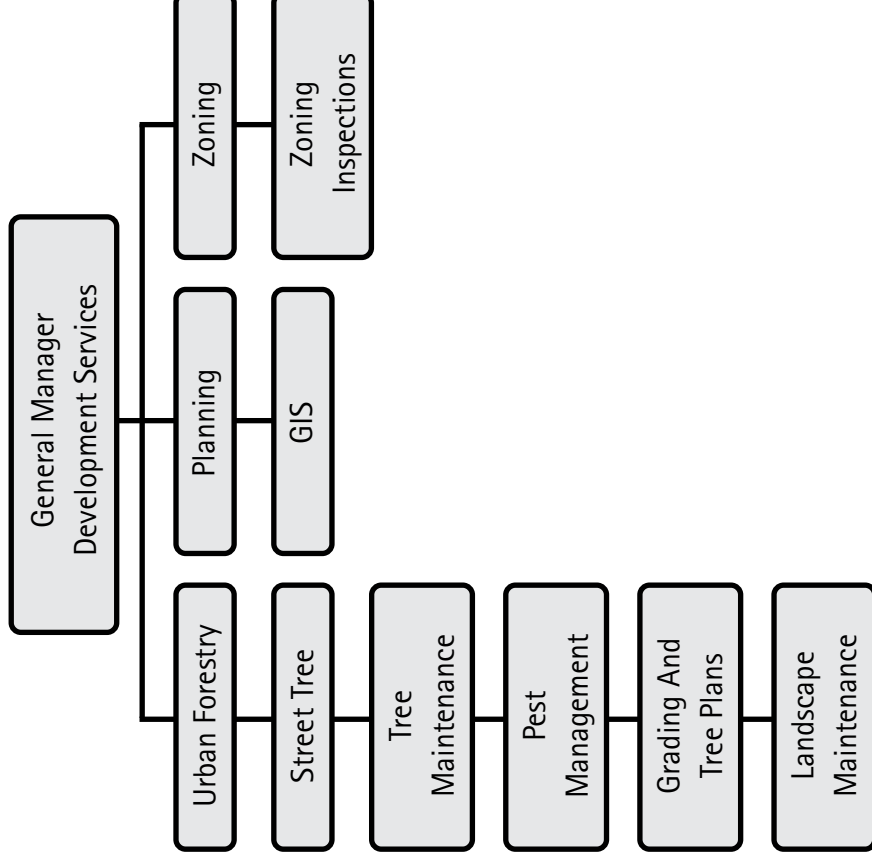 General Manager
Development Services
Urban Forestry
Street Tree
Tree
Maintenance
Pest
Management
Grading And
Tree Plans
Landscape
Maintenance
Planning
GIS
Zoning
Zoning
Inspections